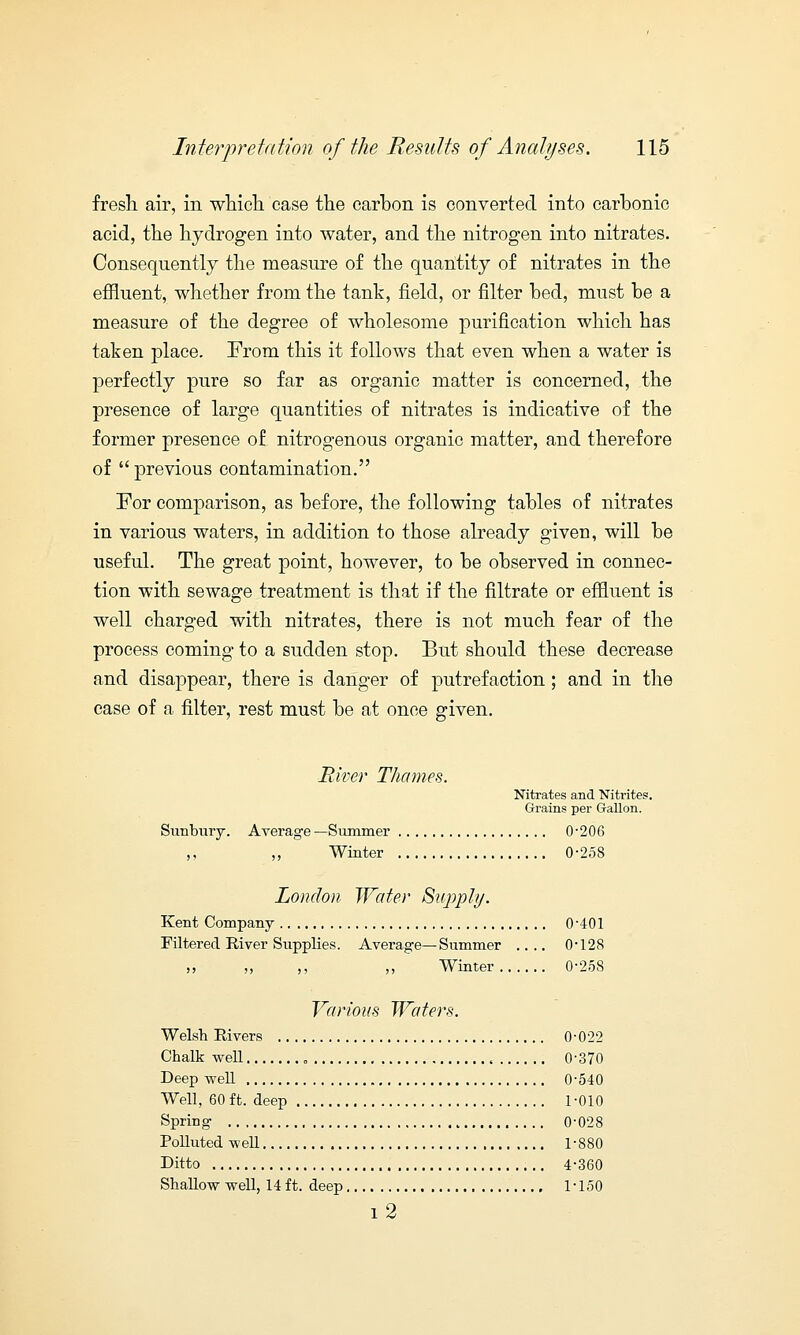 Interpretation of the Results of Analyses. 115
fresh air, in which case the carbon is converted into carbonic
acid, the hydrogen into water, and the nitrogen into nitrates.
Consequently the measure of the quantity of nitrates in the
effluent, whether from the tank, field, or filter bed, must be a
measure of the degree of wholesome purification which has
taken place. From this it follows that even when a water is
perfectly pure so far as organic matter is concerned, the
presence of large quantities of nitrates is indicative of the
former presence of nitrogenous organic matter, and therefore
of “previous contamination.”
For comparison, as before, the following tables of nitrates
in various waters, in addition to those already given, will be
useful. The great point, however, to be observed in connec-
tion with sewage treatment is that if the filtrate or effluent is
well charged with nitrates, there is not much fear of the
process coming to a sudden stop. But should these decrease
and disappear, there is danger of putrefaction; and in the
case of a filter, rest must be at once given.
River Thames.
Nitrates and Nitrites.
Grains per Gallon.
Sunbury. Average—Summer .................. 0·206
,, ,, Winter .................. 0·258
London Water Supply.
Kent Company .............................. 0·401
Filtered River Supplies. Average—Summer .... 0·128
,, ,, ,, ,, Winter ...... 0·258
Various Waters.
Welsh Rivers .............................. 0·022
Chalk well .............................. 0·370
Deep well .............................. 0·540
Well, 60 ft. deep .............................. 1·010
Spring .............................. 0·028
Polluted well .............................. 1·880
Ditto .............................. 4·360
Shallow well, 14 ft. deep .............................. 1·150
I 2